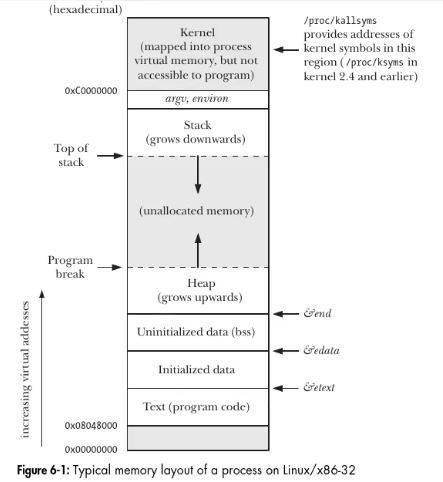 (hexadecimal)
Kernel
(mapped into process
virtual memory, but not
accessible to program)
/proc/kallsyms
provides addresses of
kernel symbols in this
region (/proc/ksyms in
kernel 2.4 and earlier)
0xC0000000
argv, environ
Stack
(grows downwards)
Top of
stack
(unallocated memory)
Program
break
Heap
(grows upwards)
&end
Uninitialized data (bss)
&edata
Initialized data
&etext
Text (program code)
0x08048000
0x00000000
increasing virtual addesses
Figure 6-1: Typical memory layout of a process on Linux/x86-32